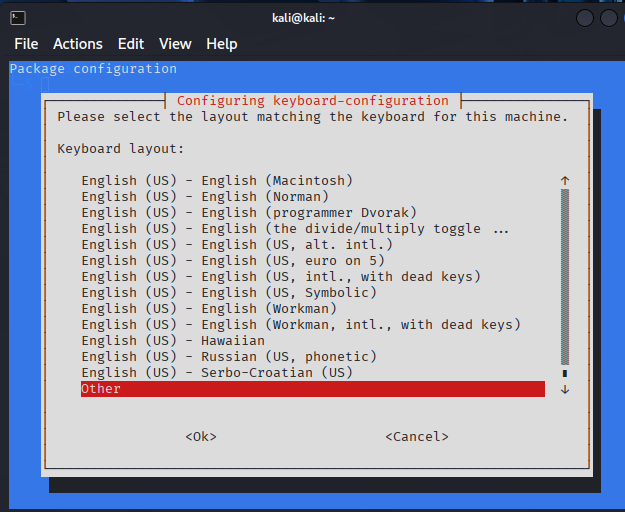 kali@kali: ~
File Actions Edit View Help
Package configuration
Configuring keyboard-configuration
Please select the layout matching the keyboard for this machine.
Keyboard layout:
English (US) - English (Macintosh)
English (US) - English (Norman)
English (US) - English (programmer Dvorak)
English (US) - English (the divide/multiply toggle ...
English (US) - English (US, alt. intl.)
English (US) - English (US, euro on 5)
English (US) - English (US, intl., with dead keys)
English (US) - English (US, Symbolic)
English (US) - English (Workman)
English (US) - English (Workman, intl., with dead keys)
English (US) - Hawaiian
English (US) - Russian (US, phonetic)
English (US) - Serbo-Croatian (US)
Other
<Ok> <Cancel>